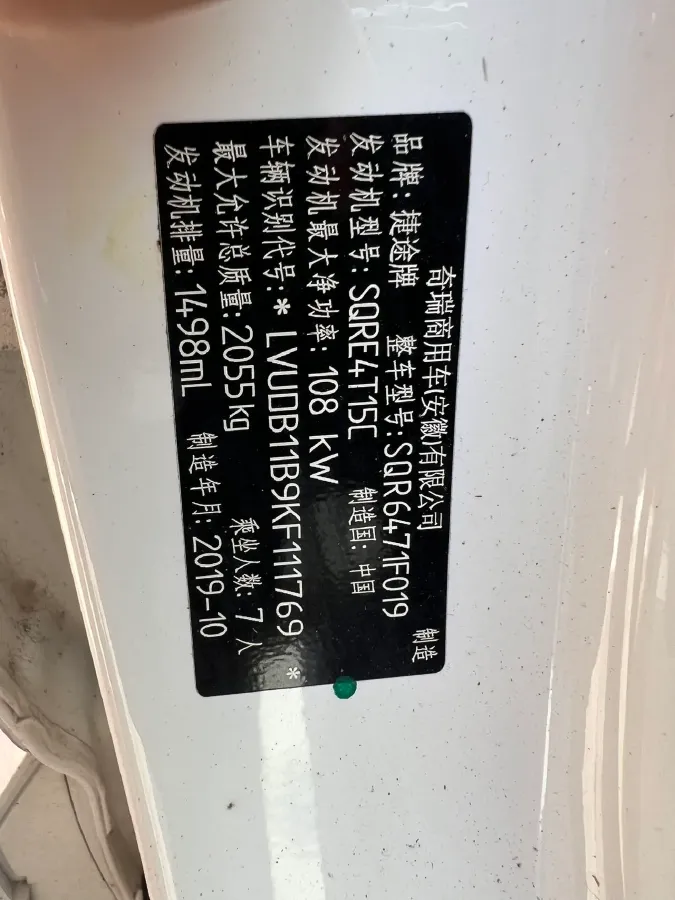 奇瑞商用车(安徽)有限公司 制造
品牌:捷途牌 整车型号:SQR6471F019
发动机型号:SQRE4T15C 制造国:中国
发动机最大净功率:108 kW
车辆识别代号:* LVUDB11B9KF111769 *
最大允许总质量:2055kg 乘坐人数:7 人
发动机排量:1498mL 制造年月:2019-10